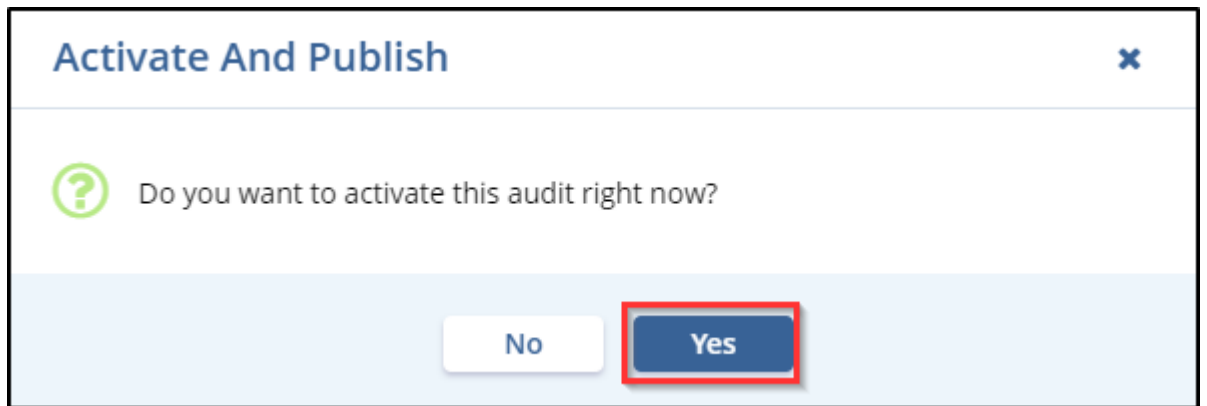 Activate And Publish
Do you want to activate this audit right now?
No
Yes